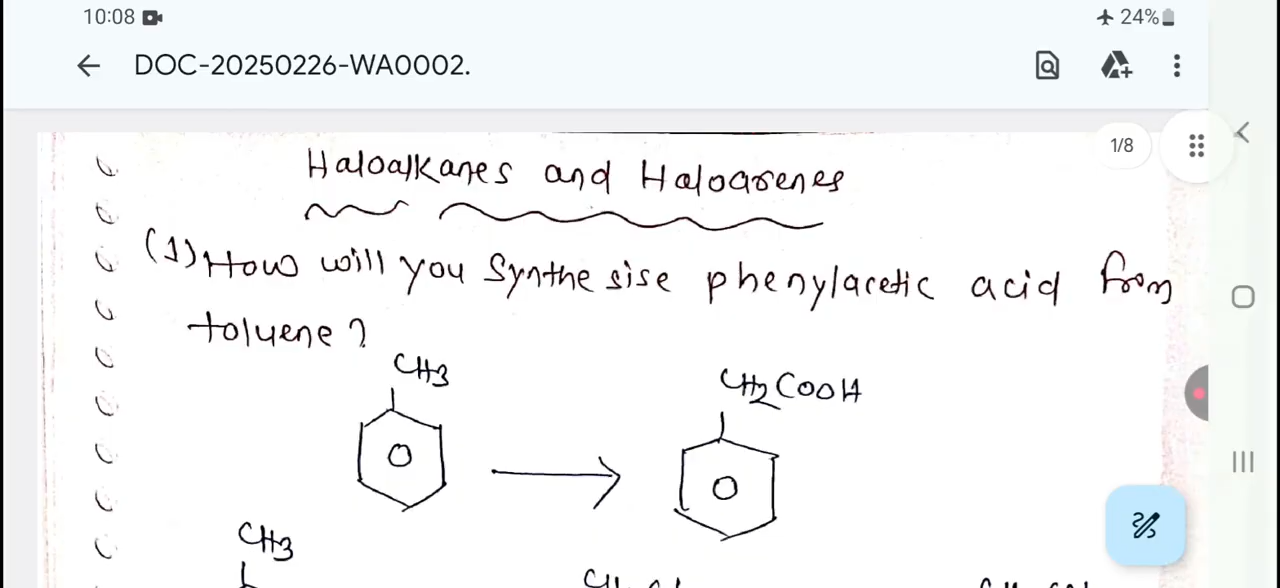 10:08
24%
DOC-20250226-WA0002.
1/8
Haloalkanes and Haloarenes
(1) How will you Synthesise phenylacetic acid from
toluene?
CH3
CH2COOH
CH3